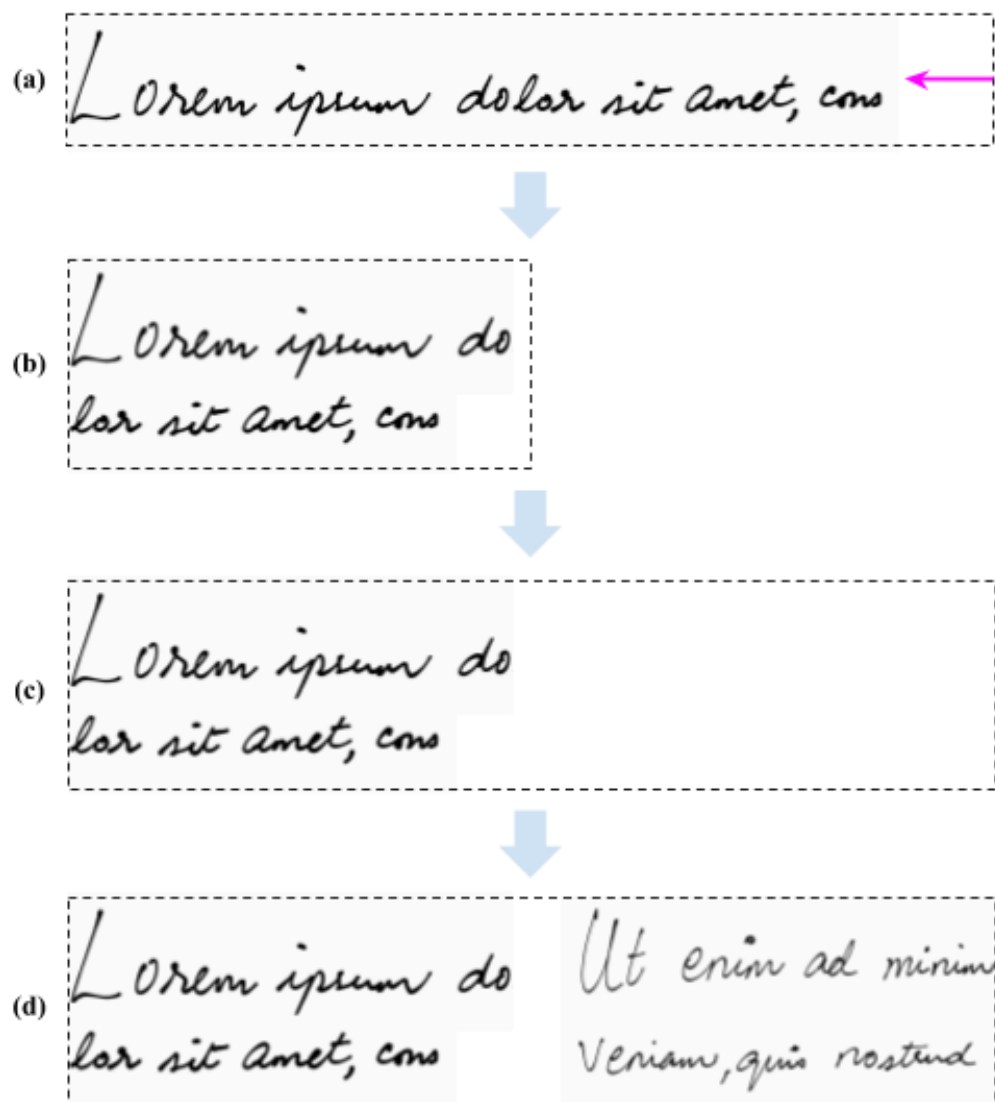 (a)
Lorem ipsum dolor sit amet, cons
(b)
Lorem ipsum do
lor sit amet, cons
(c)
Lorem ipsum do
lor sit amet, cons
(d)
Lorem ipsum do
lor sit amet, cons
Ut enim ad minim
veniam, quis nostrud